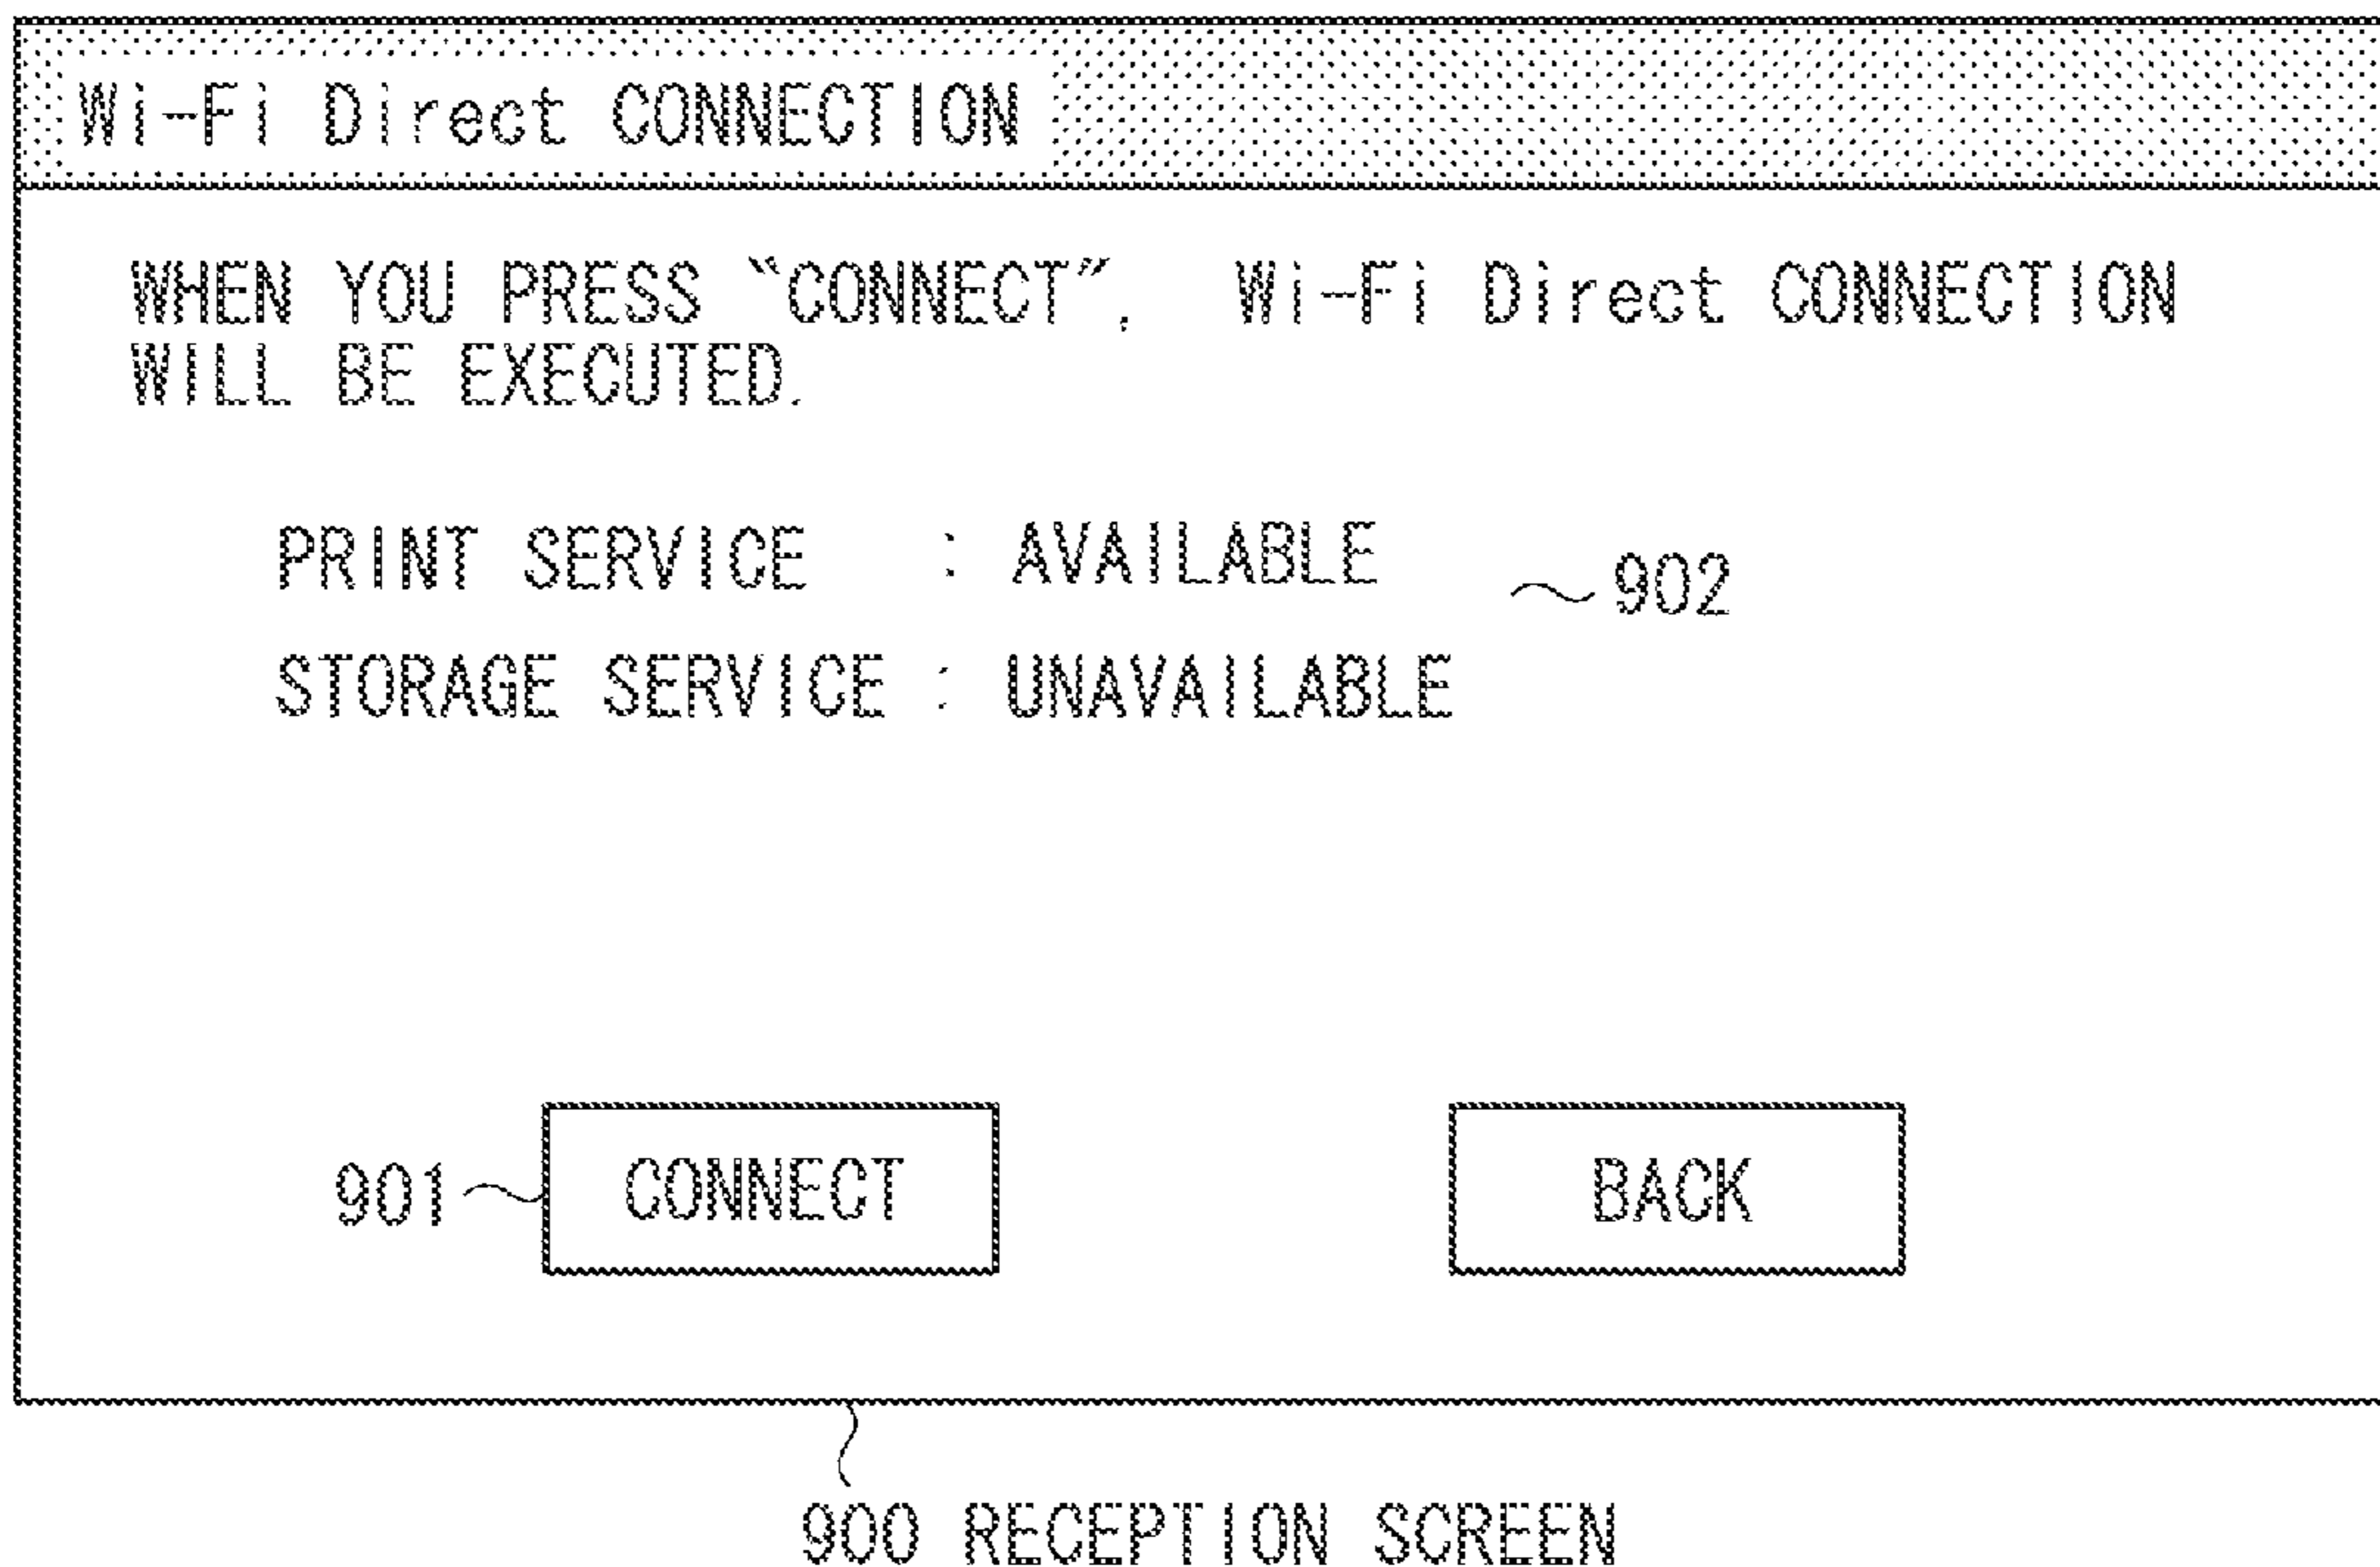 Wi-Fi Direct CONNECTION
WHEN YOU PRESS "CONNECT", Wi-Fi Direct CONNECTION
WILL BE EXECUTED.
PRINT SERVICE : AVAILABLE
902
STORAGE SERVICE : UNAVAILABLE
901 CONNECT BACK
900 RECEPTION SCREEN